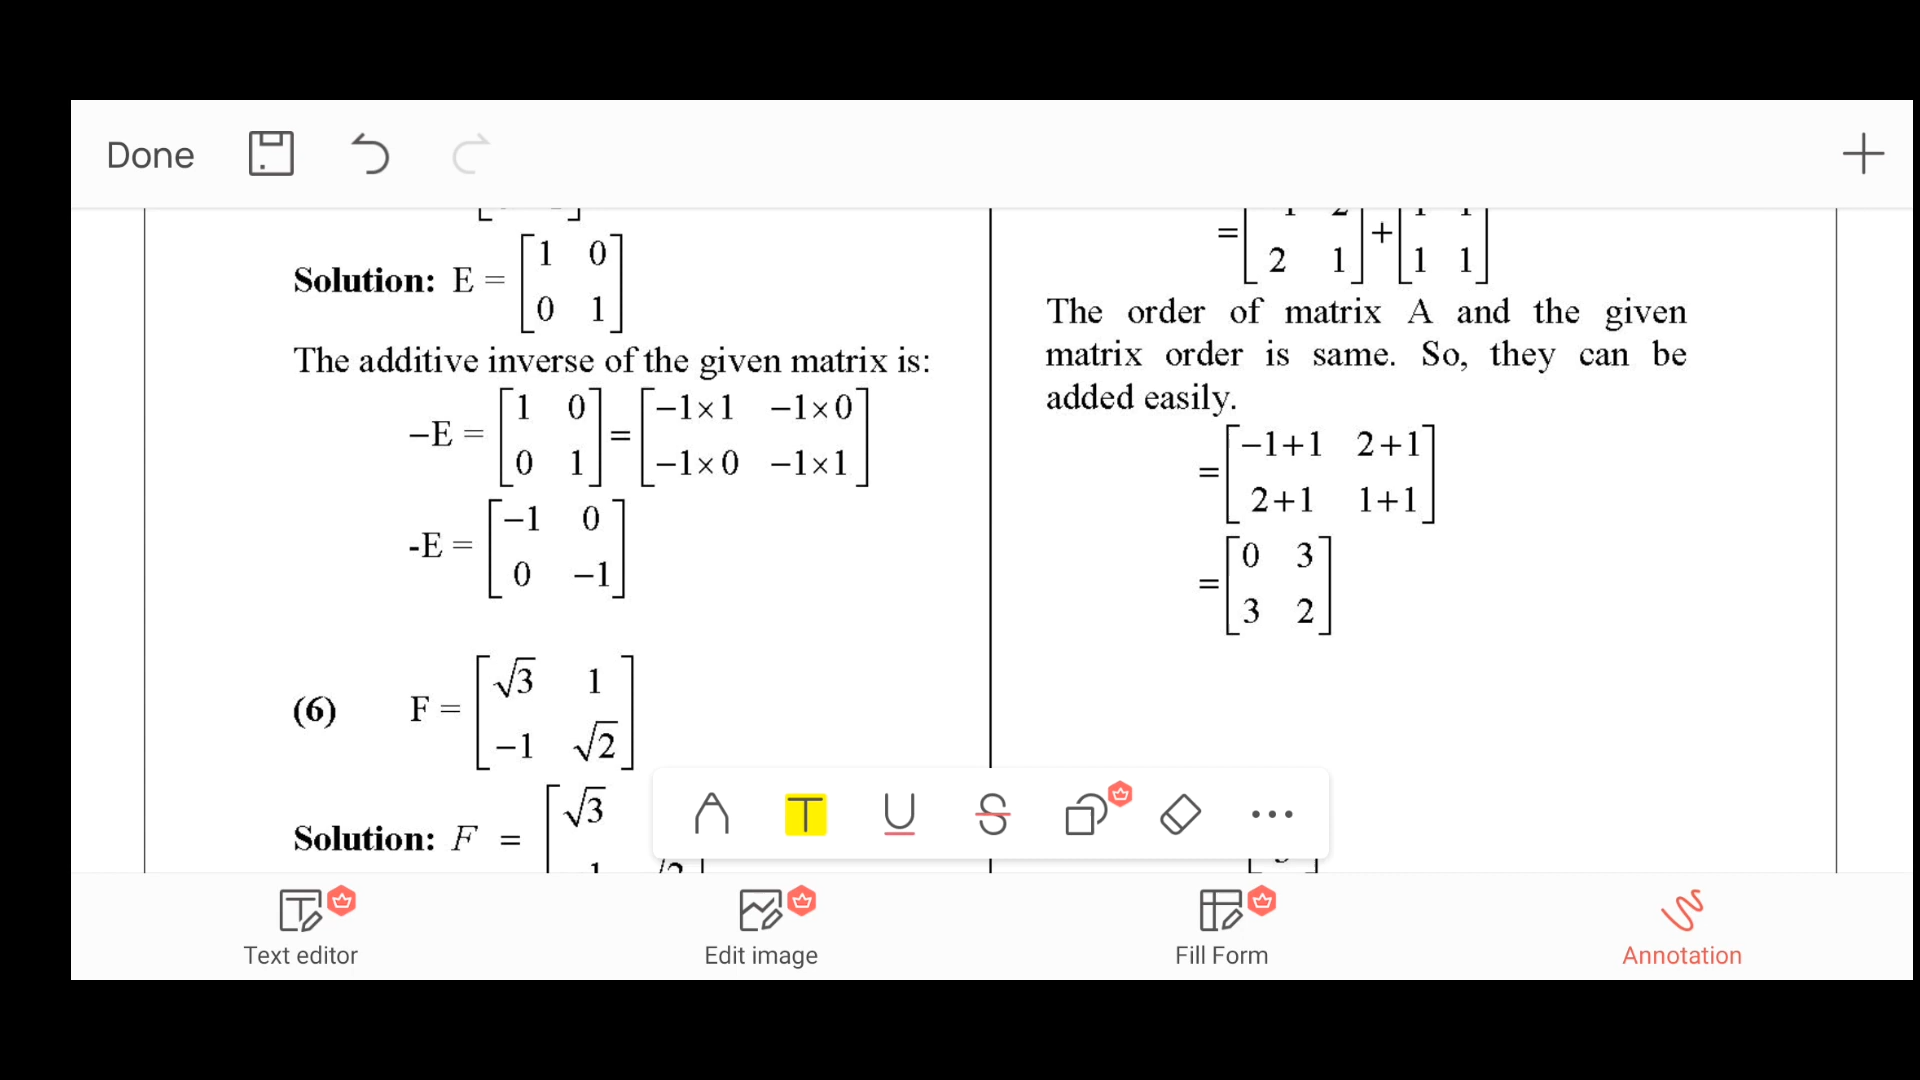 Done
Solution: E = [1 0
0 1]
The additive inverse of the given matrix is:
–E = [1 0
0 1] = [−1×1 −1×0
−1×0 −1×1]
-E = [−1 0
0 −1]
(6) F = [√3 1
−1 √2]
Solution: F = [√3
= [−1 2
2 1] + [1 1
1 1]
The order of matrix A and the given
matrix order is same. So, they can be
added easily.
= [−1+1 2+1
2+1 1+1]
= [0 3
3 2]
T U S
Text editor
Edit image
Fill Form
Annotation